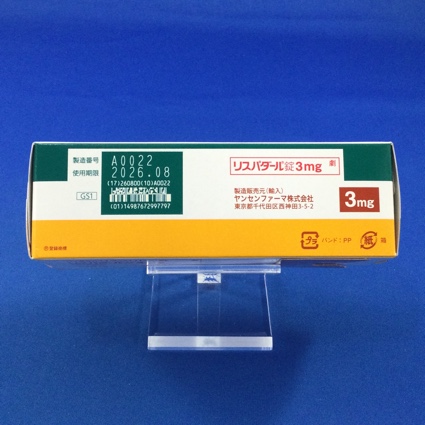 製造番号 A0022
使用期限 2026.08
(17)260800(10)A0022
GS1
(01)14987672997797
リスパダール錠3mg 劇
製造販売元(輸入)
ヤンセンファーマ株式会社
東京都千代田区西神田3-5-2
3mg
プラ バンド:PP 紙 箱